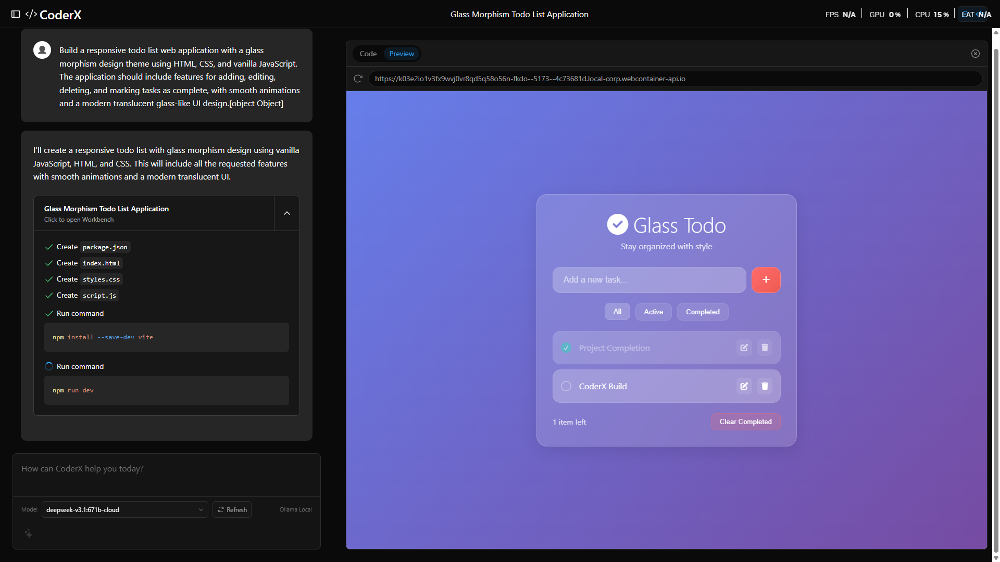 </> CoderX
Glass Morphism Todo List Application
FPS N/A GPU 0% CPU 15% LAT N/A
Build a responsive todo list web application with a glass
morphism design theme using HTML, CSS, and vanilla JavaScript.
The application should include features for adding, editing,
deleting, and marking tasks as complete, with smooth animations
and a modern translucent glass-like UI design.[object Object]
I'll create a responsive todo list with glass morphism design using vanilla
JavaScript, HTML, and CSS. This will include all the requested features
with smooth animations and a modern translucent UI.
Glass Morphism Todo List Application
Click to open Workbench
Create package.json
Create index.html
Create styles.css
Create script.js
Run command
npm install --save-dev vite
Run command
npm run dev
How can CoderX help you today?
Model deepseek-v3.1:671b-cloud Refresh Ollama Local
Code Preview
https://k03e2io1v3fx9wvj0vr8qd5q58o56n-fkdo--5173--4c73681d.local-corp.webcontainer-api.io
Glass Todo
Stay organized with style
Add a new task...
+
All Active Completed
Project Completion
CoderX Build
1 item left
Clear Completed